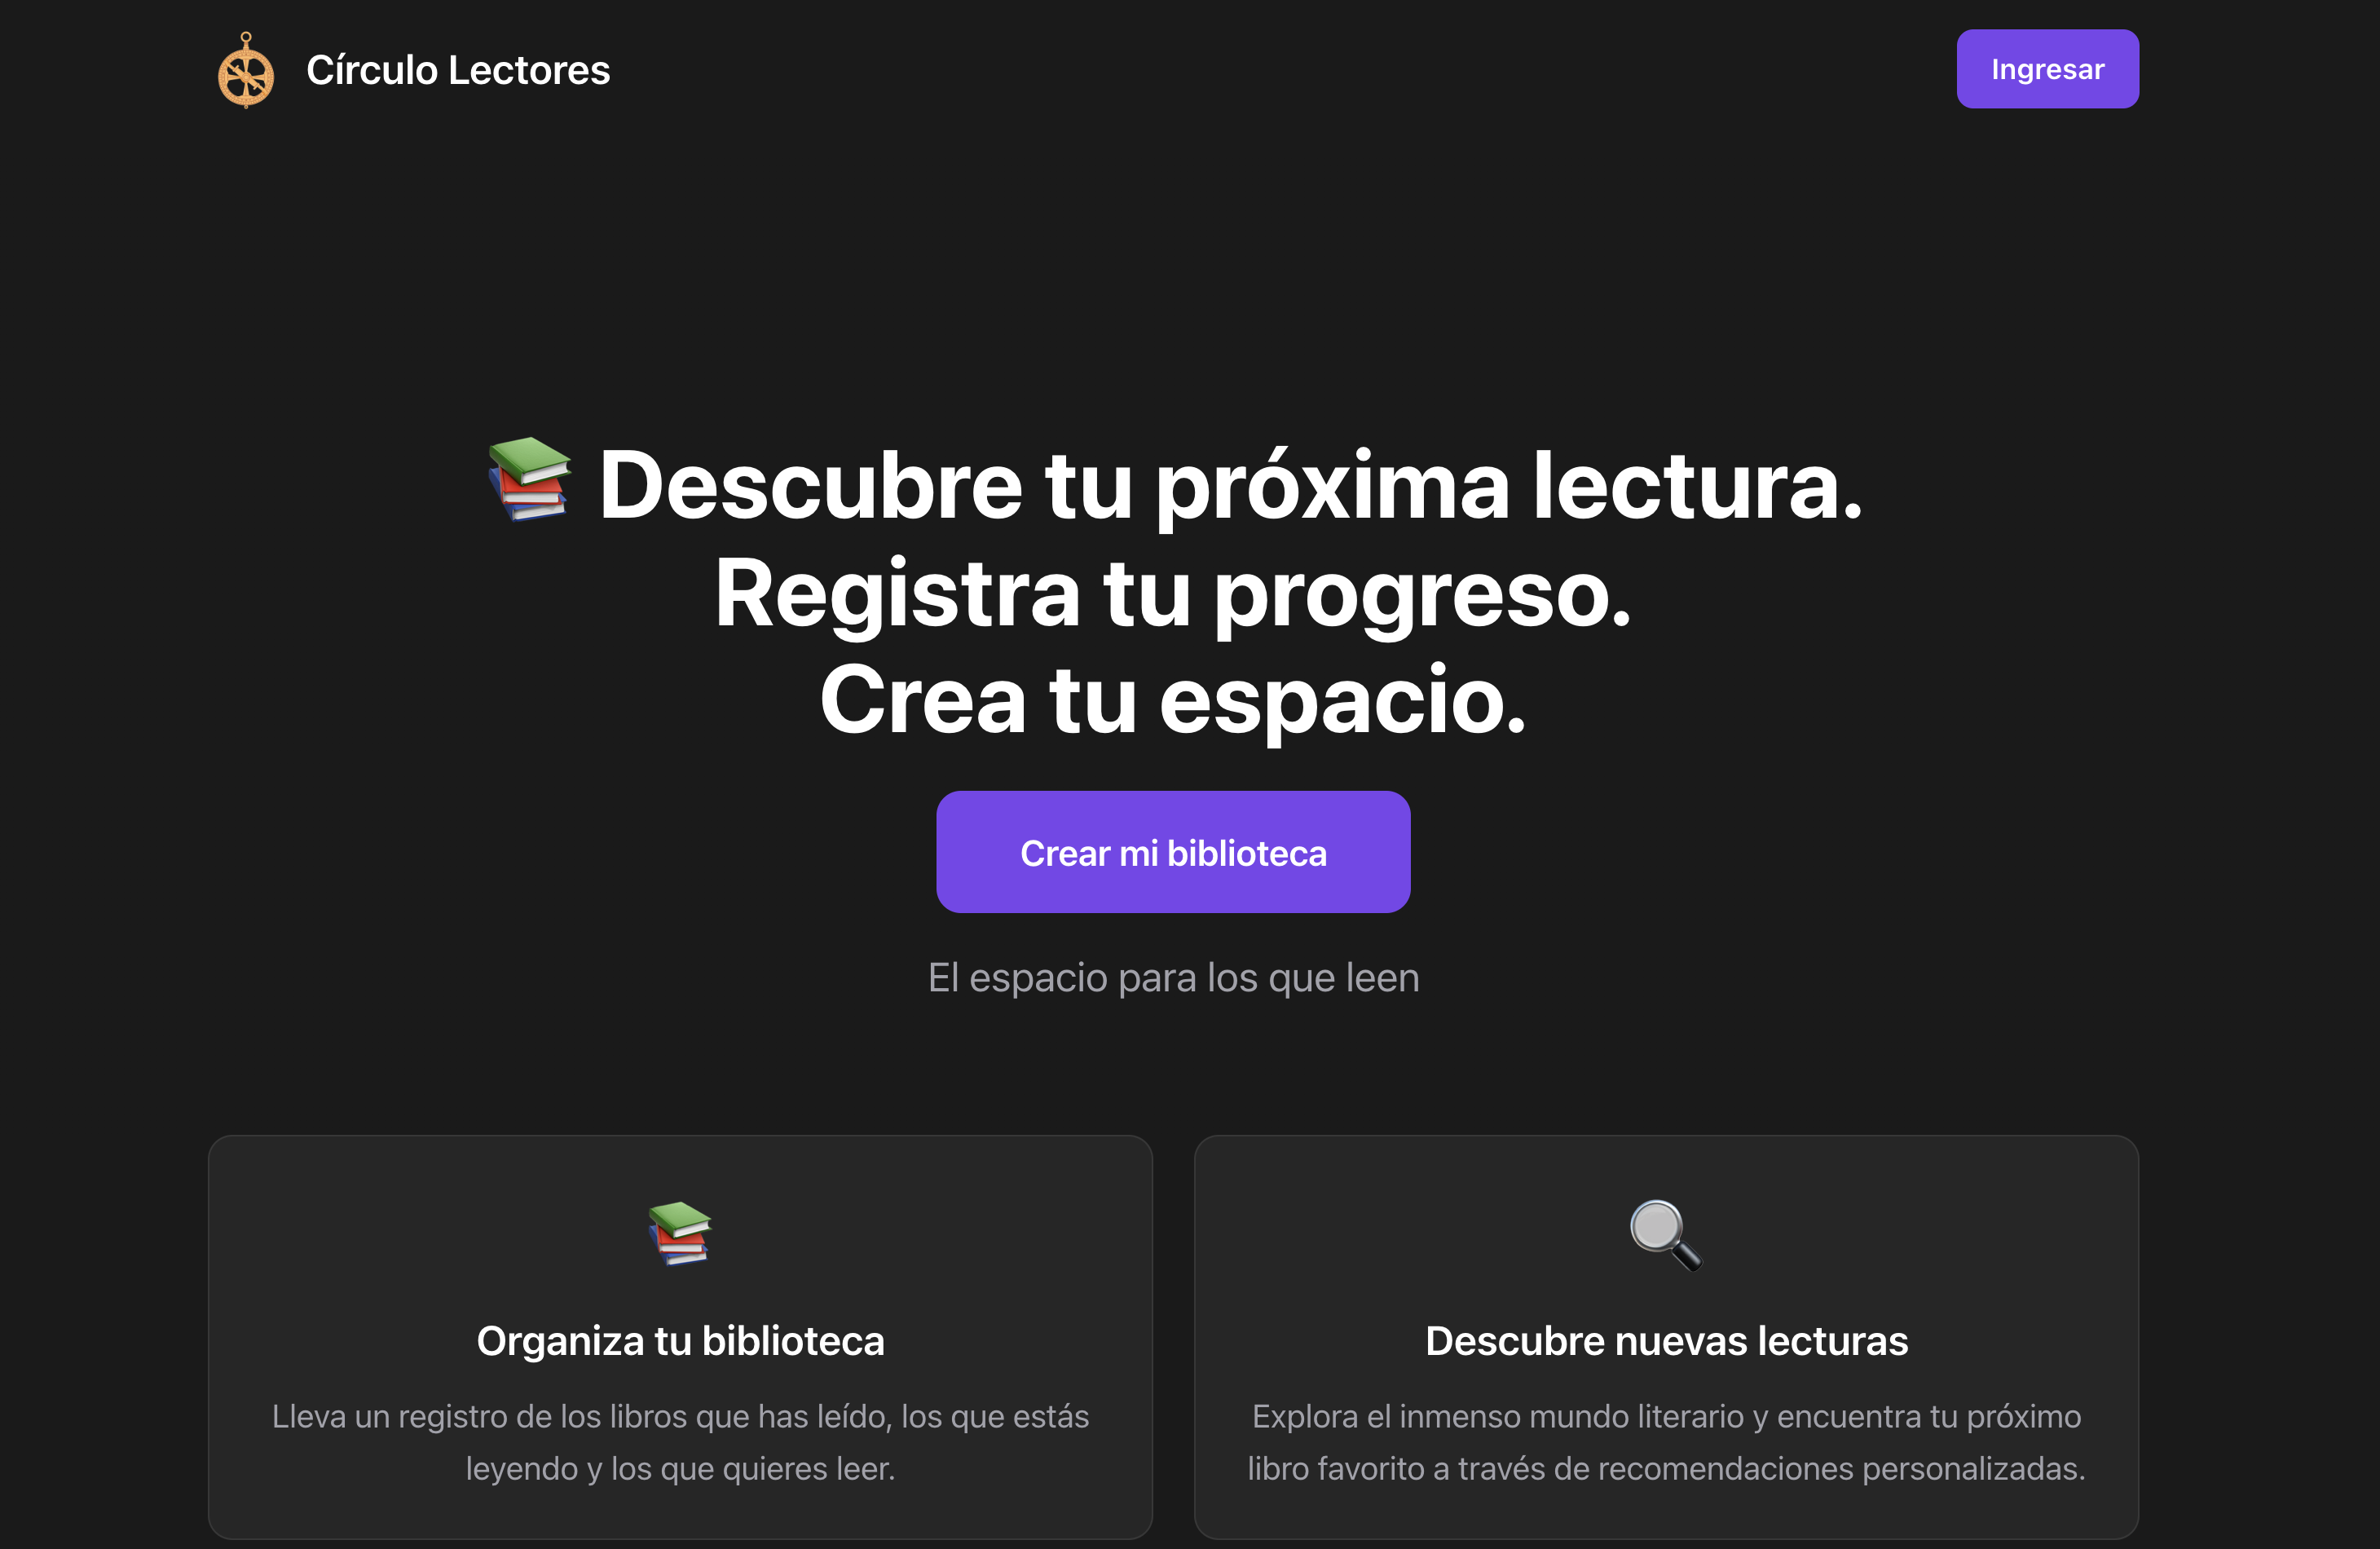 Círculo Lectores
Ingresar
Descubre tu próxima lectura.
Registra tu progreso.
Crea tu espacio.
Crear mi biblioteca
El espacio para los que leen
Organiza tu biblioteca
Lleva un registro de los libros que has leído, los que estás
leyendo y los que quieres leer.
Descubre nuevas lecturas
Explora el inmenso mundo literario y encuentra tu próximo
libro favorito a través de recomendaciones personalizadas.